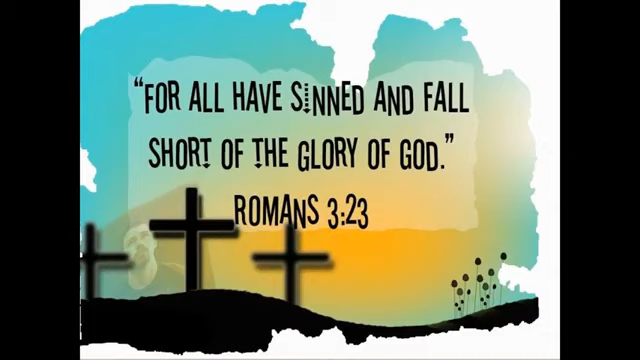 “FOR ALL HAVE SINNED AND FALL
SHORT OF THE GLORY OF GOD.”
ROMANS 3:23